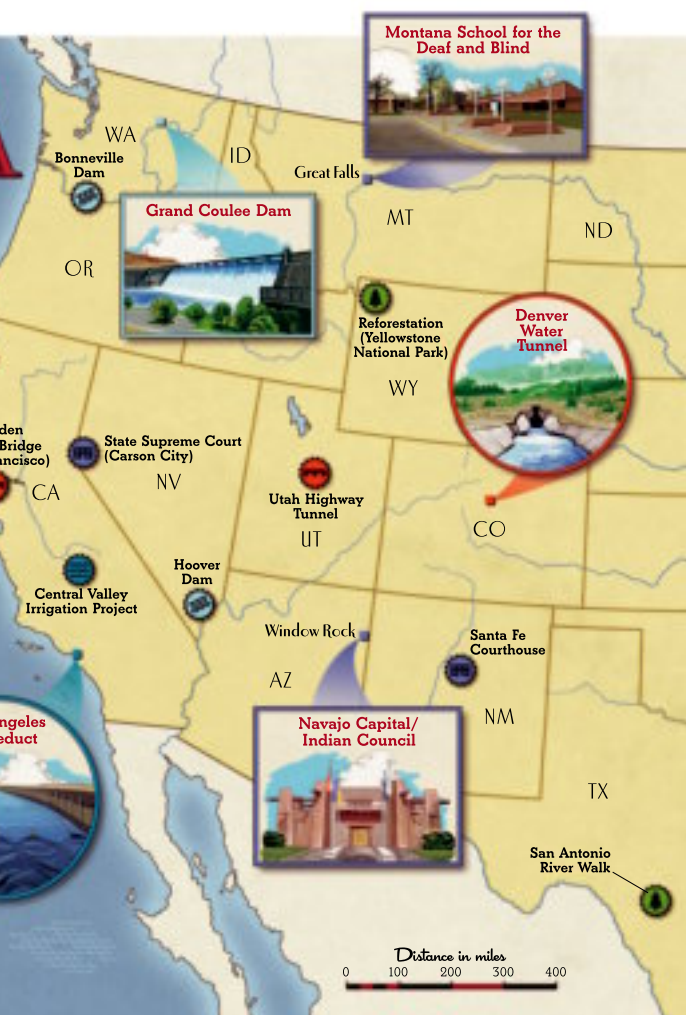 Montana School for the
Deaf and Blind
WA
ID
Bonneville
Dam
Great Falls
Grand Coulee Dam
MT
ND
OR
Denver
Water
Tunnel
Reforestation
(Yellowstone
National Park)
WY
den
Bridge
ancisco)
State Supreme Court
(Carson City)
CA
NV
Utah Highway
Tunnel
UT
CO
Hoover
Dam
Central Valley
Irrigation Project
Window Rock
Santa Fe
Courthouse
AZ
NM
ngeles
educt
Navajo Capital/
Indian Council
TX
San Antonio
River Walk
Distance in miles
0 100 200 300 400